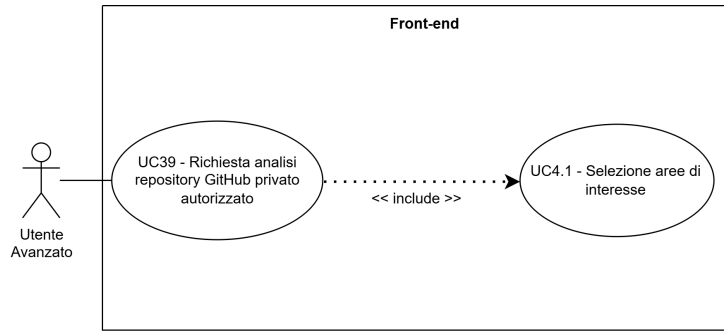 Front-end
UC39 - Richiesta analisi
repository GitHub privato
autorizzato
<< include >>
UC4.1 - Selezione aree di
interesse
Utente
Avanzato